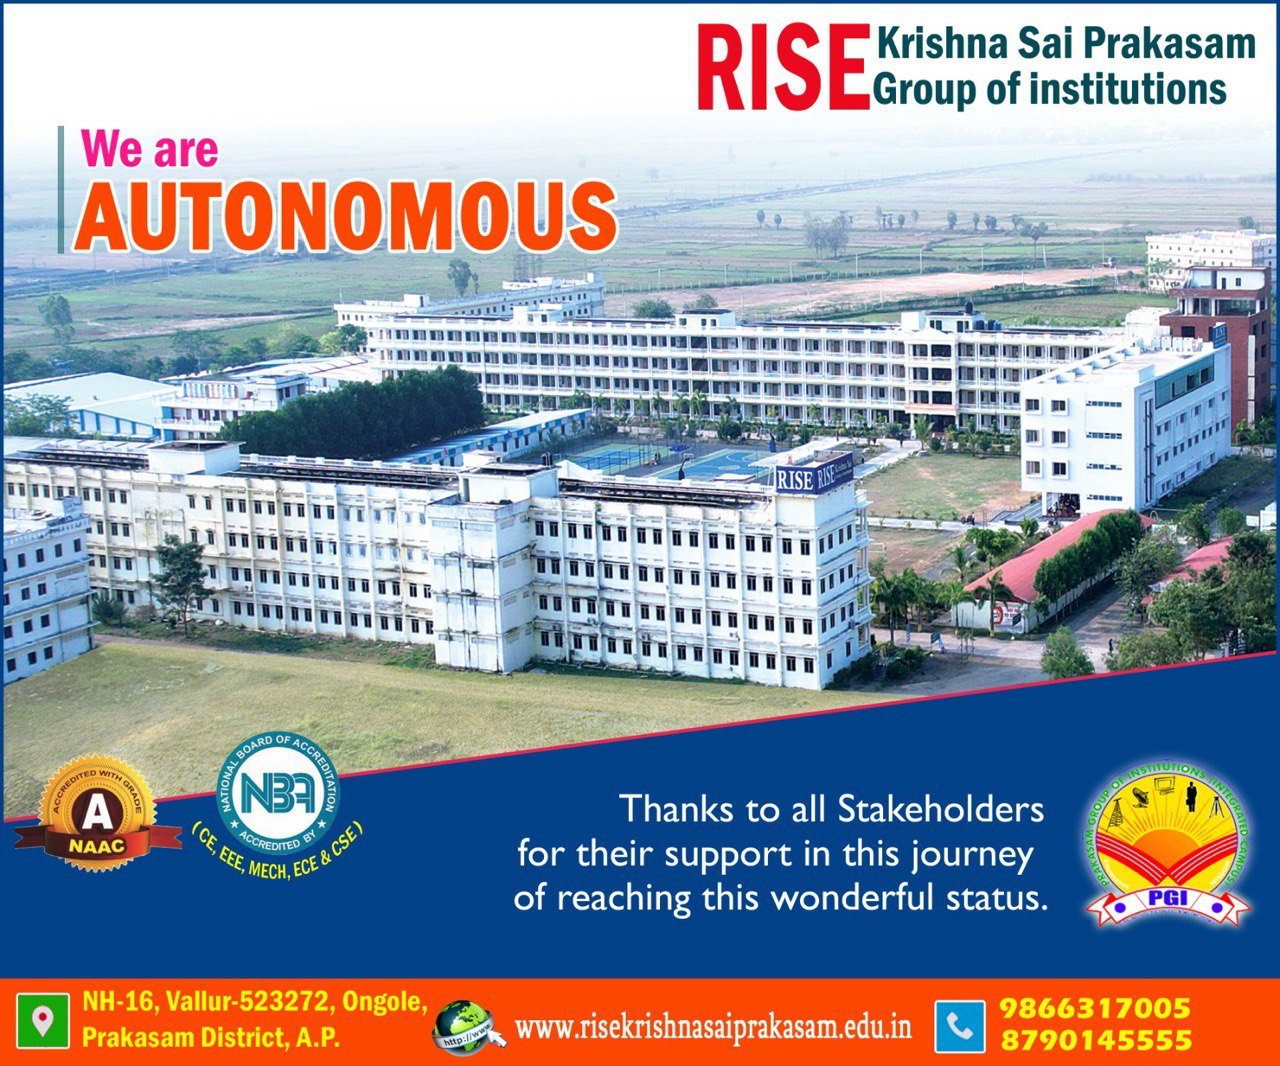 RISE Krishna Sai Prakasam
Group of institutions
We are
AUTONOMOUS
RISE
RISE Krishna Sai
ACCREDITED WITH GRADE
A
NAAC
NATIONAL BOARD OF ACCREDITATION
NBA
ACCREDITED BY
( CE, EEE, MECH, ECE & CSE )
Thanks to all Stakeholders
for their support in this journey
of reaching this wonderful status.
PRAKASAM GROUP OF INSTITUTIONS INTEGRATED CAMPUS
PGI
NH-16, Vallur-523272, Ongole,
Prakasam District, A.P.
http://www.
www.risekrishnasaiprakasam.edu.in
9866317005
8790145555